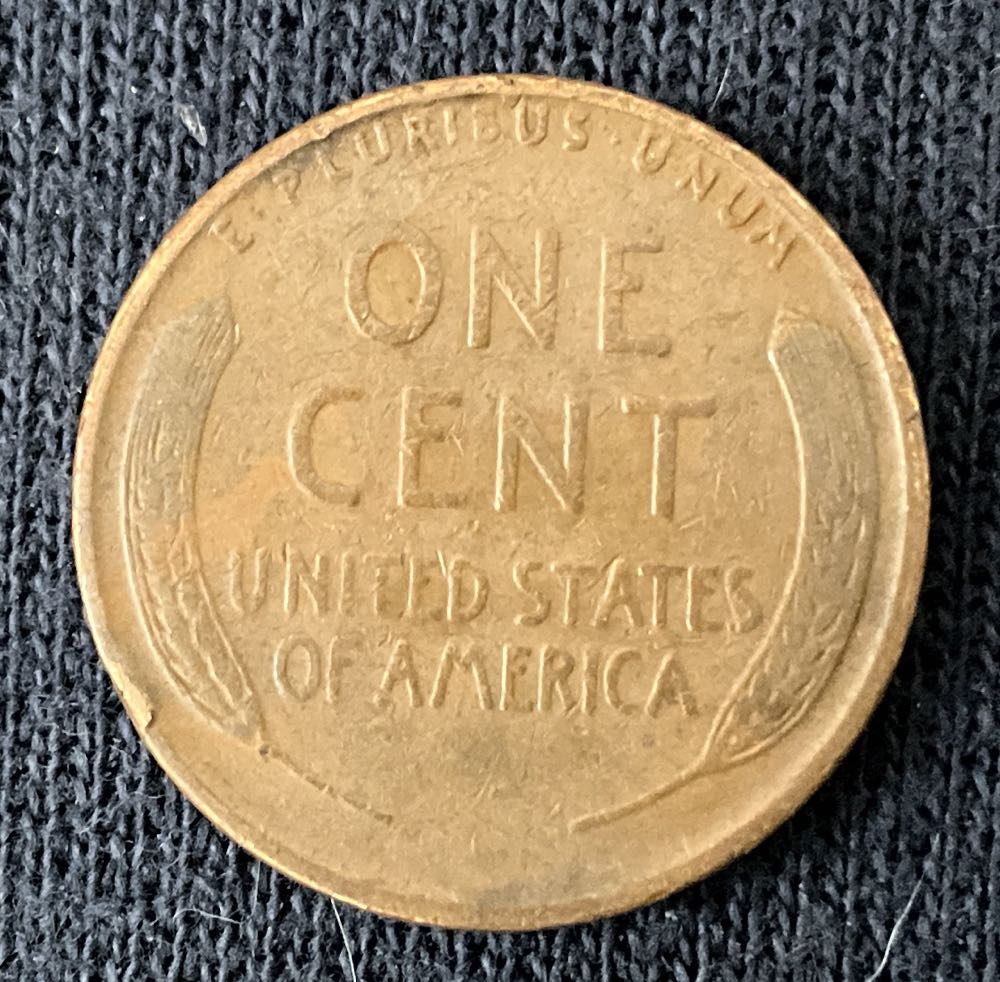 E·PLURIBUS·UNUM
ONE
CENT
UNITED STATES
OF AMERICA